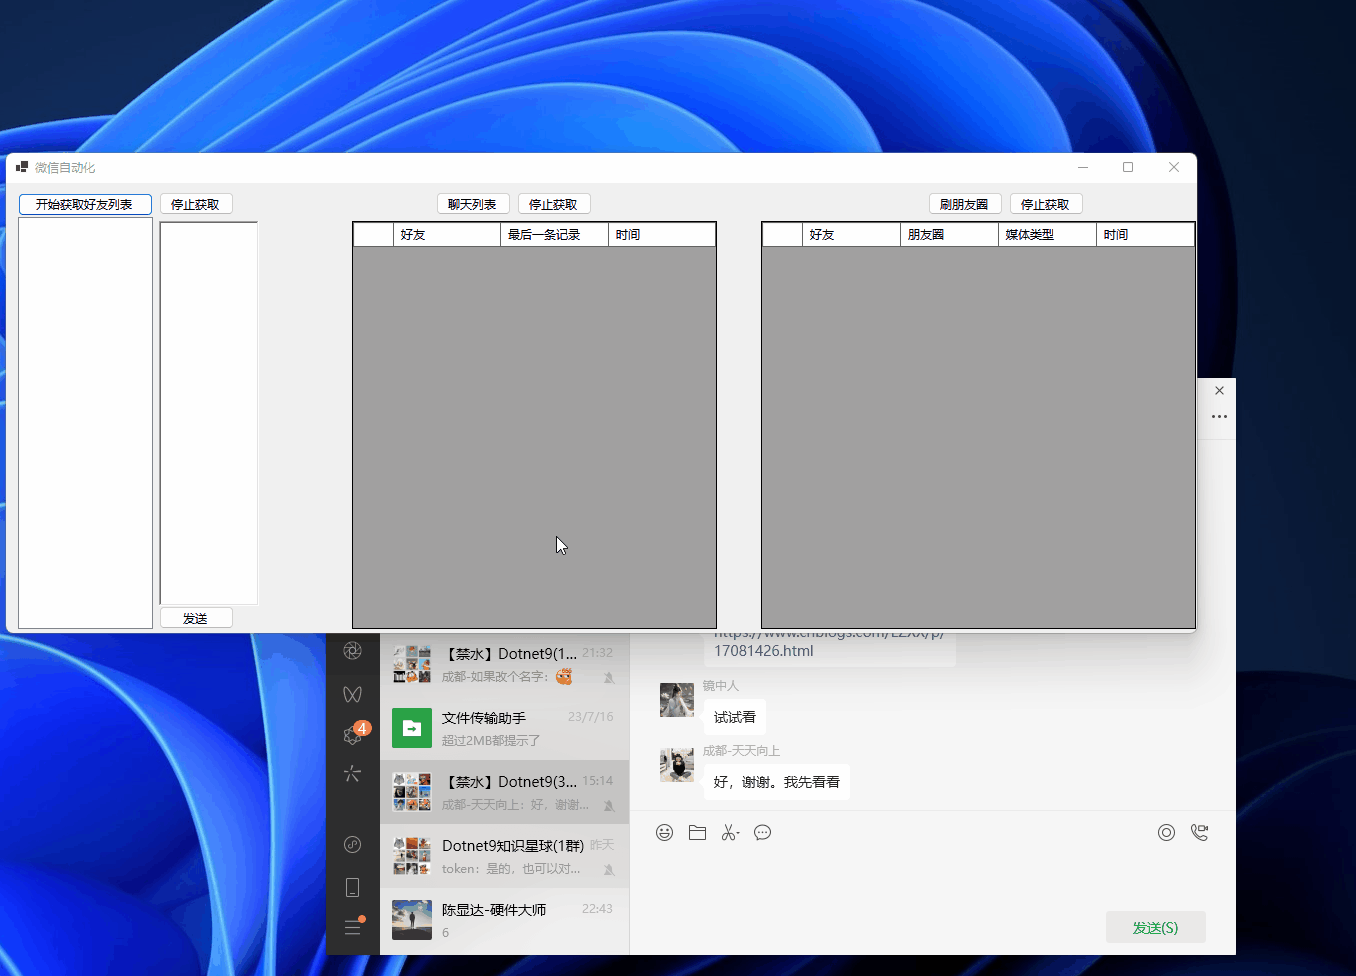 微信自动化
开始获取好友列表 停止获取 聊天列表 停止获取 刷朋友圈 停止获取
好友 最后一条记录 时间 好友 朋友圈 媒体类型 时间
发送
https://www.cnblogs.com/LZXX/p/
17081426.html
【禁水】Dotnet9(1... 21:32
成都-如果改个名字：
镜中人
文件传输助手 23/7/16
试试看
超过2MB都提示了
4
成都-天天向上
【禁水】Dotnet9(3... 15:14
好，谢谢。我先看看
成都-天天向上：好，谢谢...
Dotnet9知识星球(1群) 昨天
token：是的，也可以对...
陈显达-硬件大师 22:43
6
发送(S)